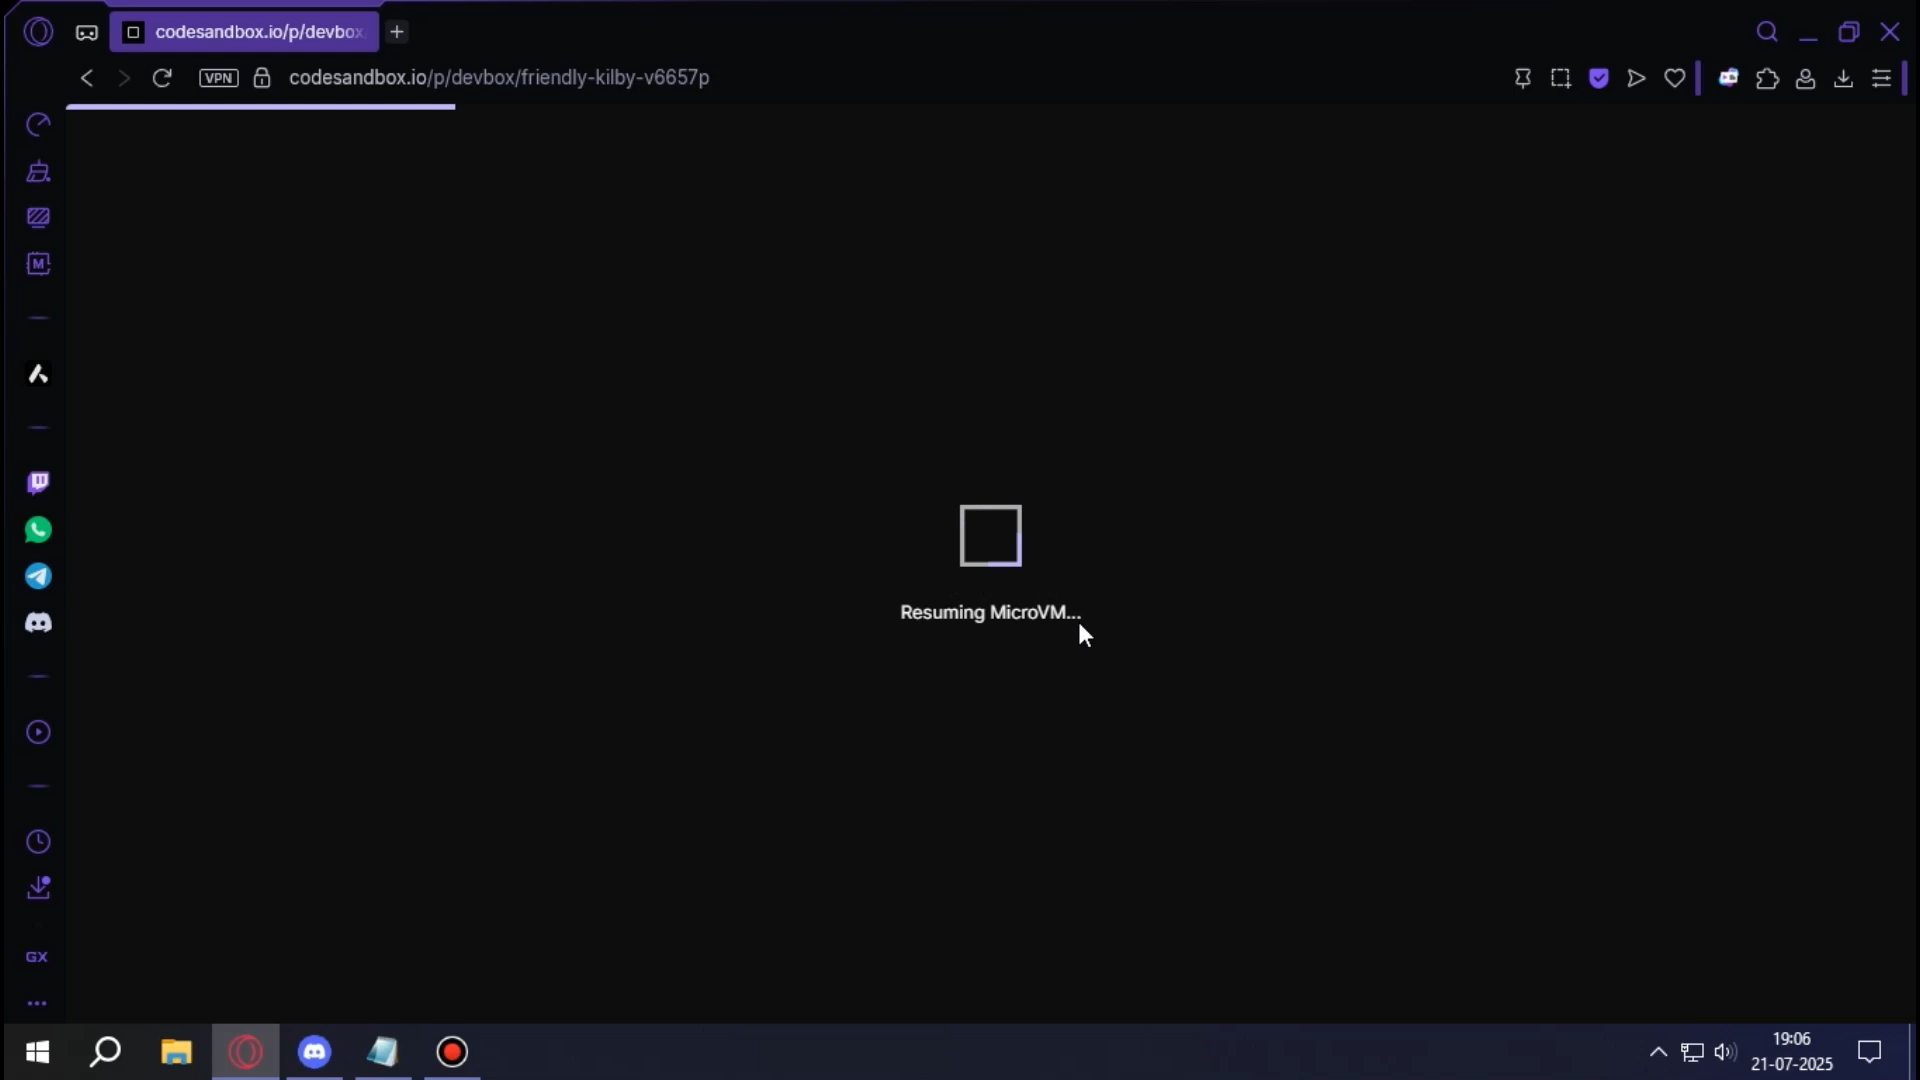 codesandbox.io/p/devbox
VPN
codesandbox.io/p/devbox/friendly-kilby-v6657p
M
Resuming MicroVM...
GX
19:06
21-07-2025